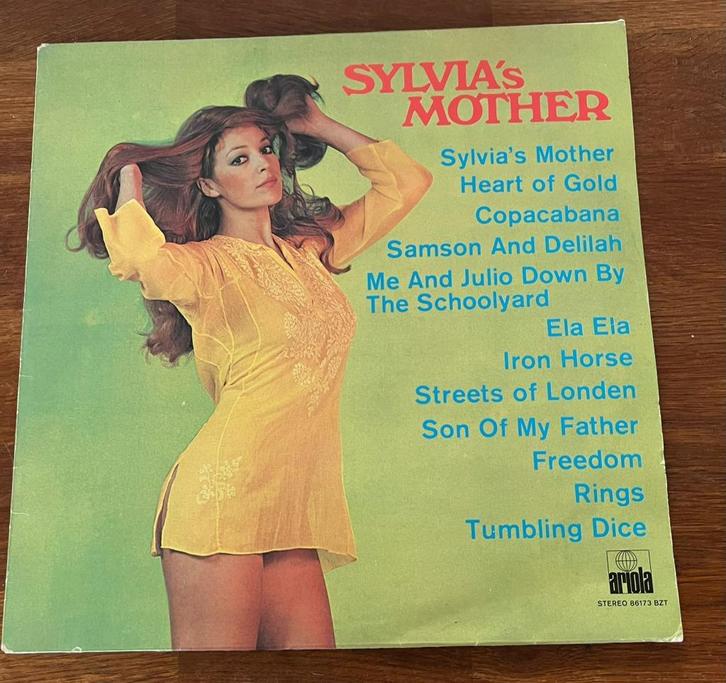 SYLVIA's
MOTHER
Sylvia's Mother
Heart of Gold
Copacabana
Samson And Delilah
Me And Julio Down By
The Schoolyard
Ela Ela
Iron Horse
Streets of Londen
Son Of My Father
Freedom
Rings
Tumbling Dice
ariola
STEREO 86173 BZT